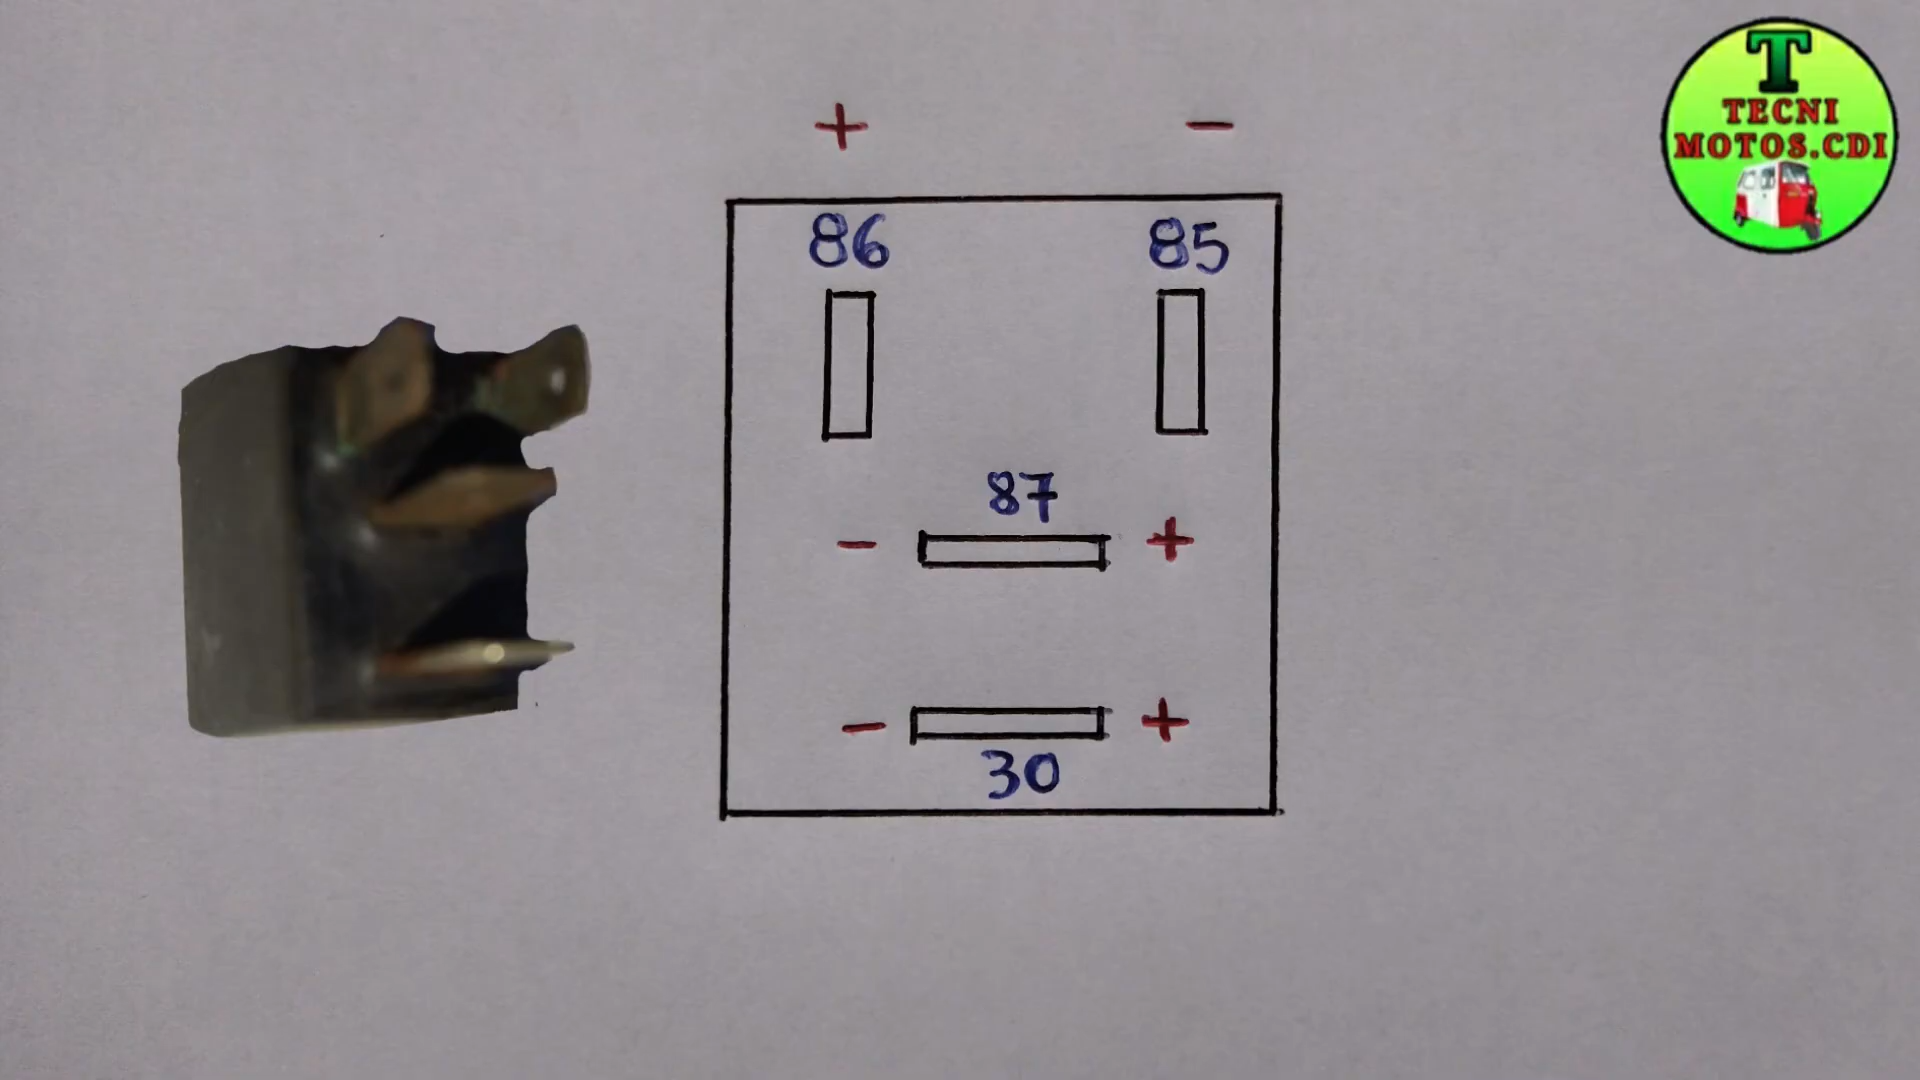 T
TECNI
MOTOS.CDI
+ −
86 85
87
− +
− +
30